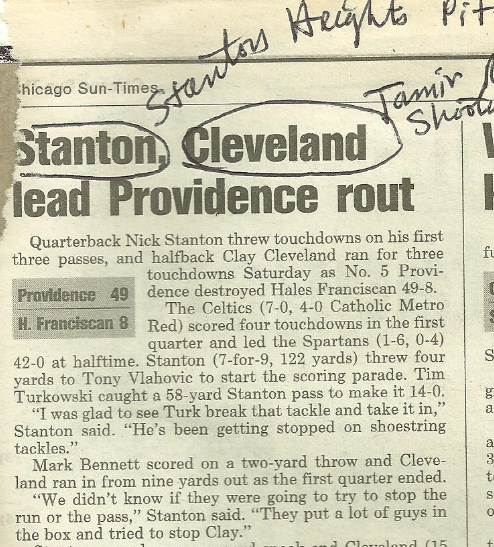 Stantons Heights Pit
hicago Sun-Times
Tamir
Stanton, Cleveland
lead Providence rout
Quarterback Nick Stanton threw touchdowns on his first
three passes, and halfback Clay Cleveland ran for three
touchdowns Saturday as No. 5 Provi-
dence destroyed Hales Franciscan 49-8.
Providence 49
H. Franciscan 8
The Celtics (7-0, 4-0 Catholic Metro
Red) scored four touchdowns in the first
quarter and led the Spartans (1-6, 0-4)
42-0 at halftime. Stanton (7-for-9, 122 yards) threw four
yards to Tony Vlahovic to start the scoring parade. Tim
Turkowski caught a 58-yard Stanton pass to make it 14-0.
“I was glad to see Turk break that tackle and take it in,”
Stanton said. “He’s been getting stopped on shoestring
tackles.”
Mark Bennett scored on a two-yard throw and Cleve-
land ran in from nine yards out as the first quarter ended.
“We didn’t know if they were going to try to stop the
run or the pass,” Stanton said. “They put a lot of guys in
the box and tried to stop Clay.”
and Cleveland (15